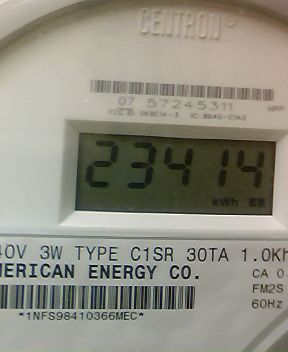 CENTRON
07 57245311
23414
kWh
40V 3W TYPE C1SR 30TA 1.0Kh
MERICAN ENERGY CO.
CA 0.
FM2S
60Hz
*1NFS98410366MEC*